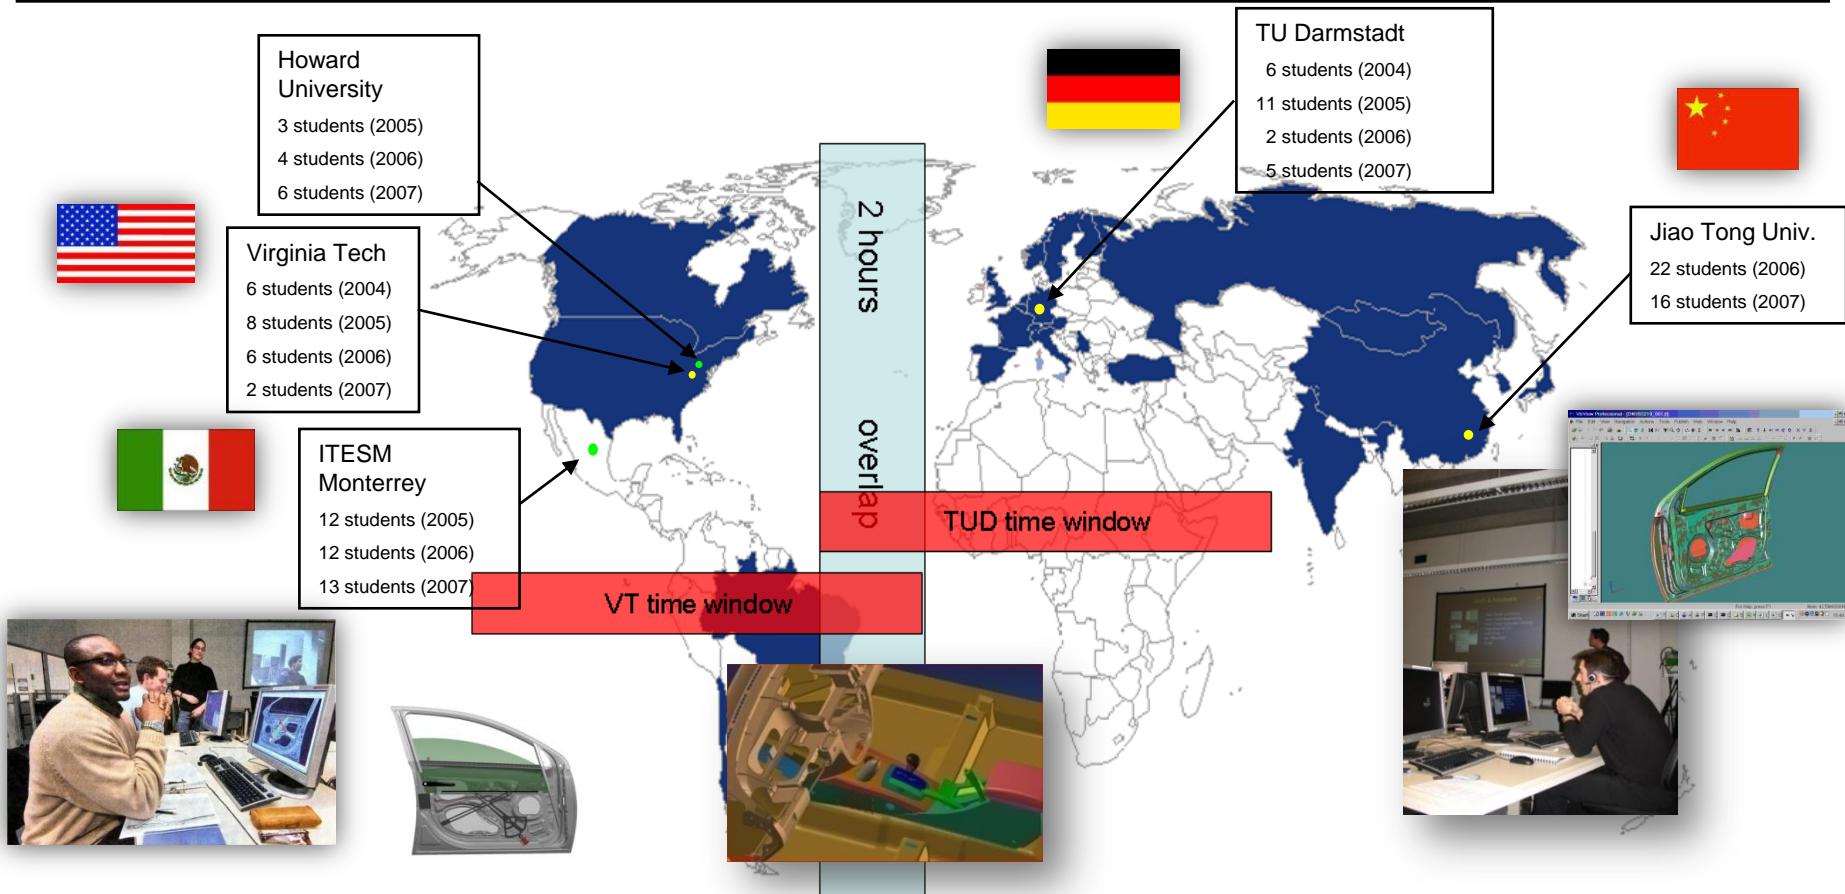 Howard
University
3 students (2005)
4 students (2006)
6 students (2007)
Virginia Tech
6 students (2004)
8 students (2005)
6 students (2006)
2 students (2007)
ITESM
Monterrey
12 students (2005)
12 students (2006)
13 students (2007)
TU Darmstadt
6 students (2004)
11 students (2005)
2 students (2006)
5 students (2007)
Jiao Tong Univ.
22 students (2006)
16 students (2007)
2 hours overlap
TUD time window
VT time window